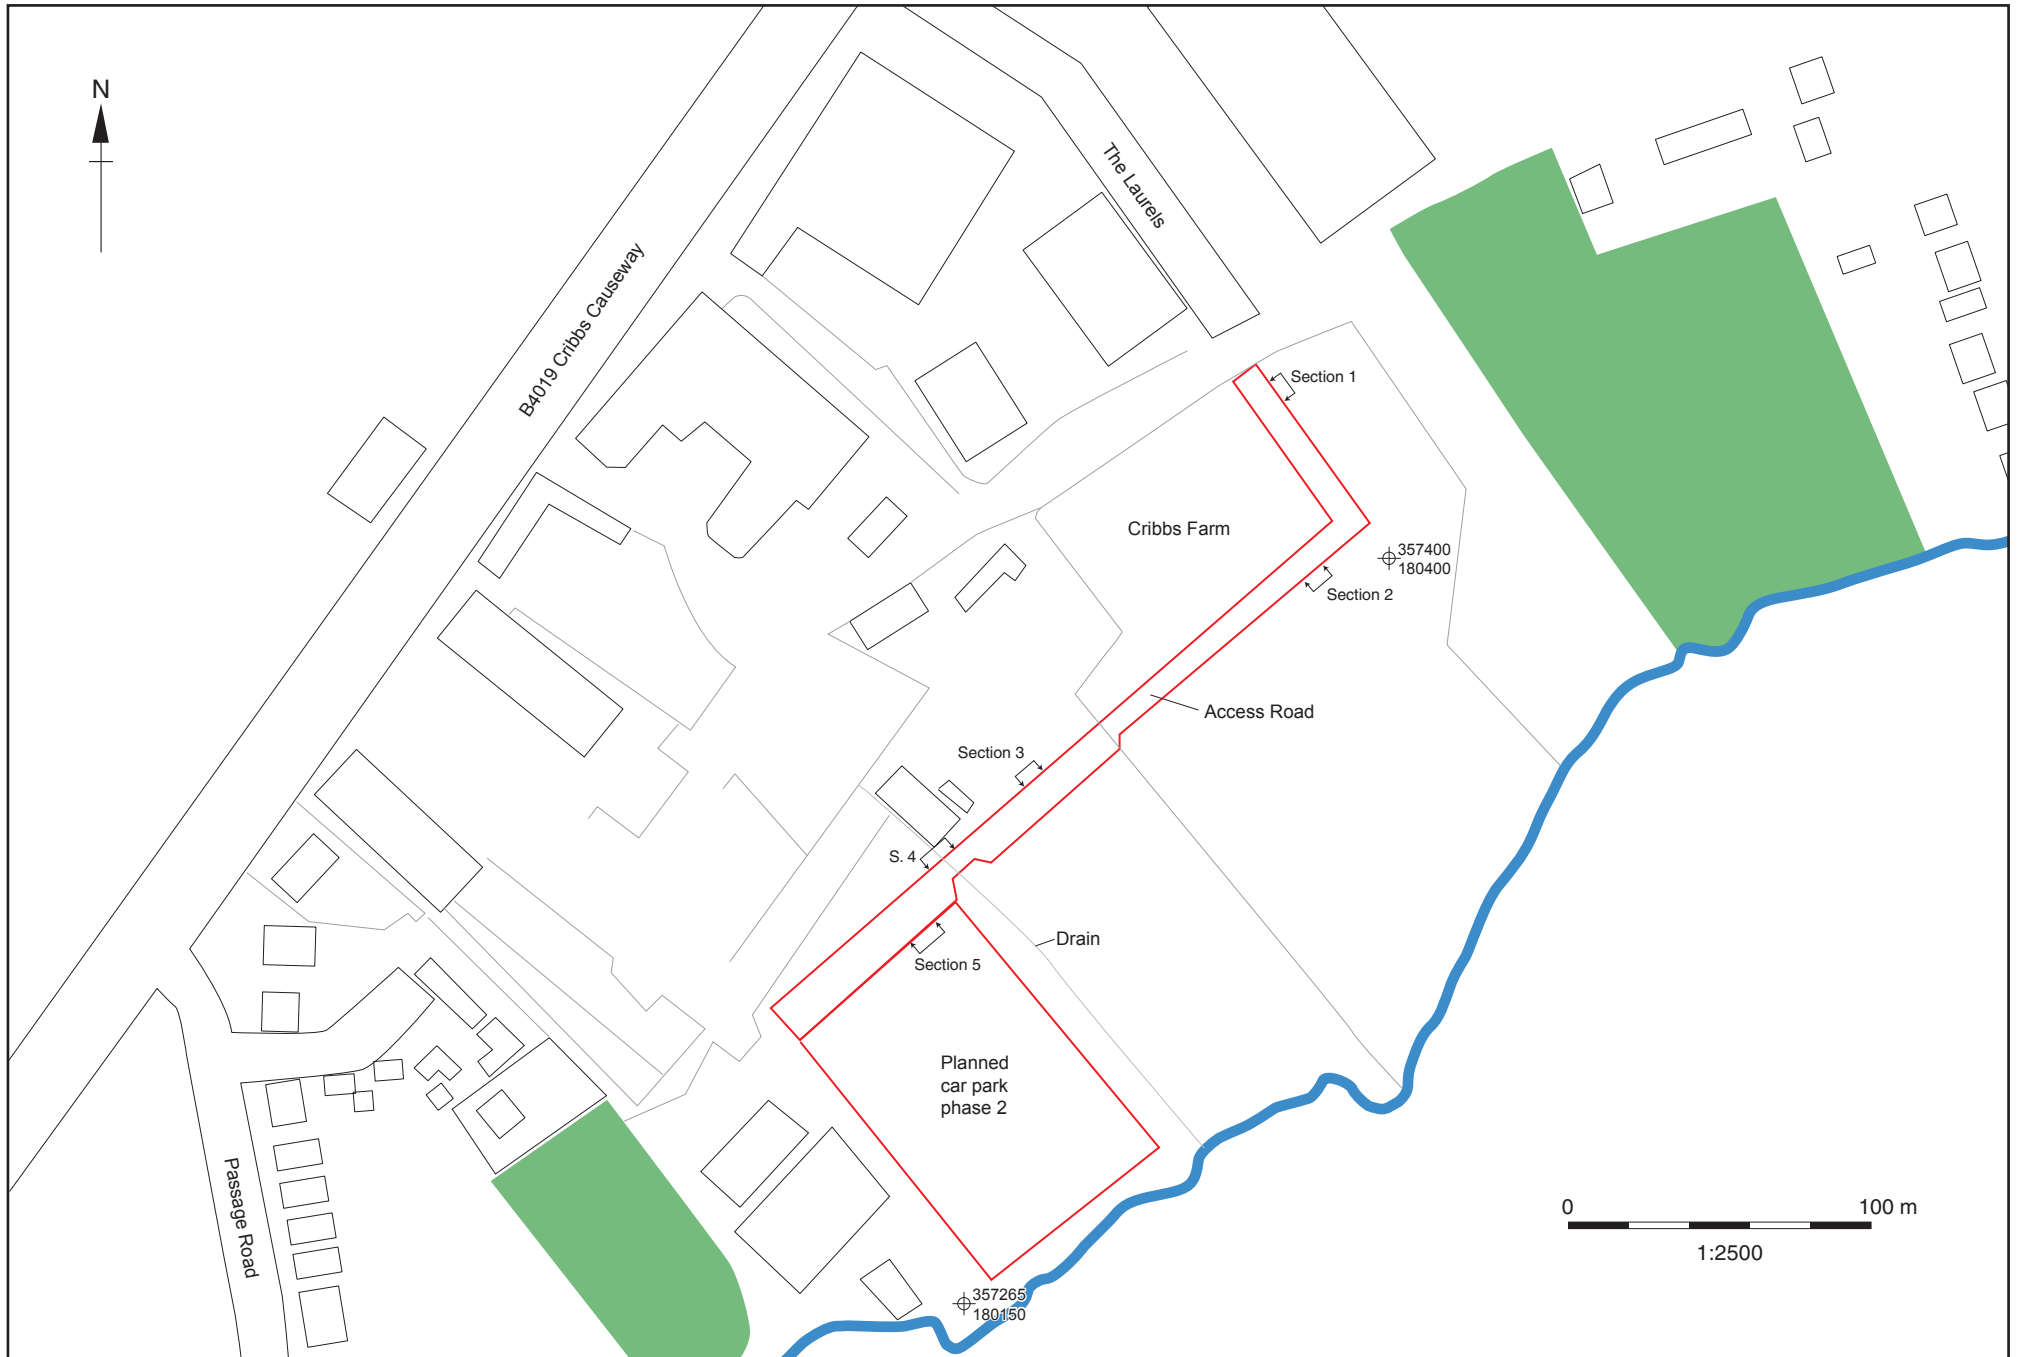 N
The Laurels
B4019 Cribbs Causeway
Section 1
Cribbs Farm
357400
180400
Section 2
Access Road
Section 3
S. 4
Drain
Section 5
Planned
car park
phase 2
Passage Road
0 100 m
1:2500
357265
180150